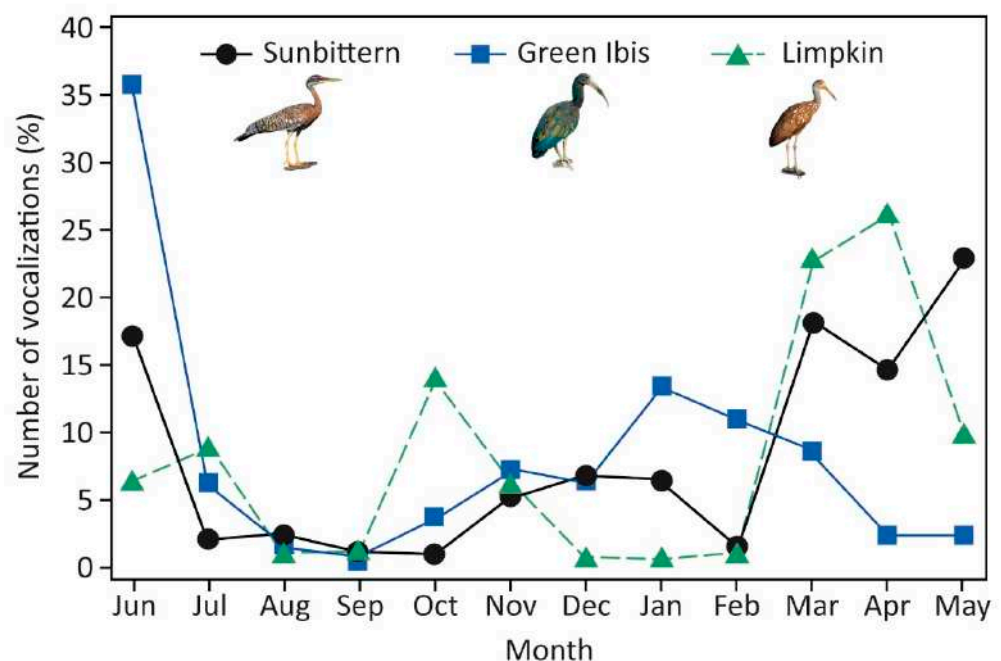 Number of vocalizations (%)
40
35
30
25
20
15
10
5
0
Sunbittern Green Ibis Limpkin
Jun Jul Aug Sep Oct Nov Dec Jan Feb Mar Apr May
Month